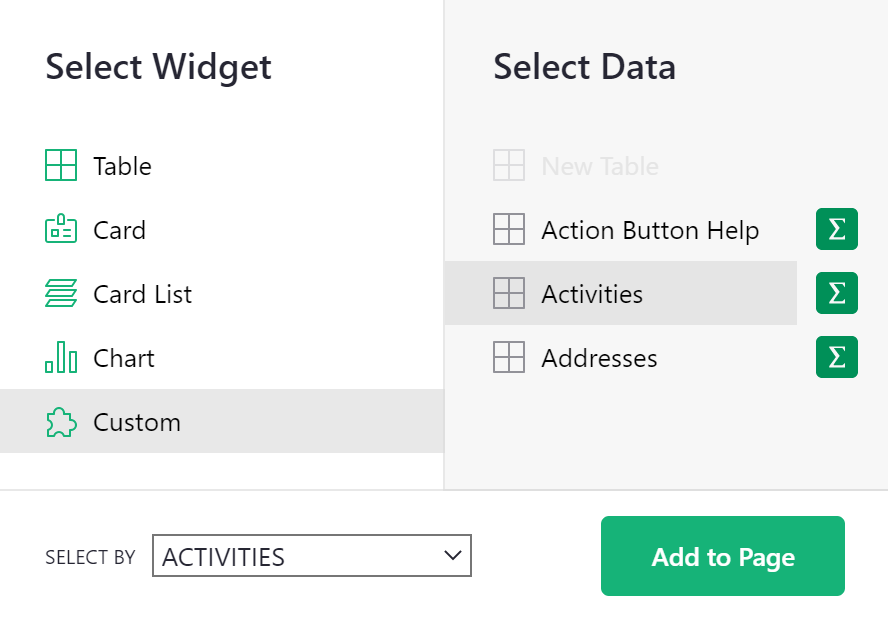 Select Widget
Table
Card
Card List
Chart
Custom
Select Data
New Table
Action Button Help Σ
Activities Σ
Addresses Σ
SELECT BY ACTIVITIES
Add to Page